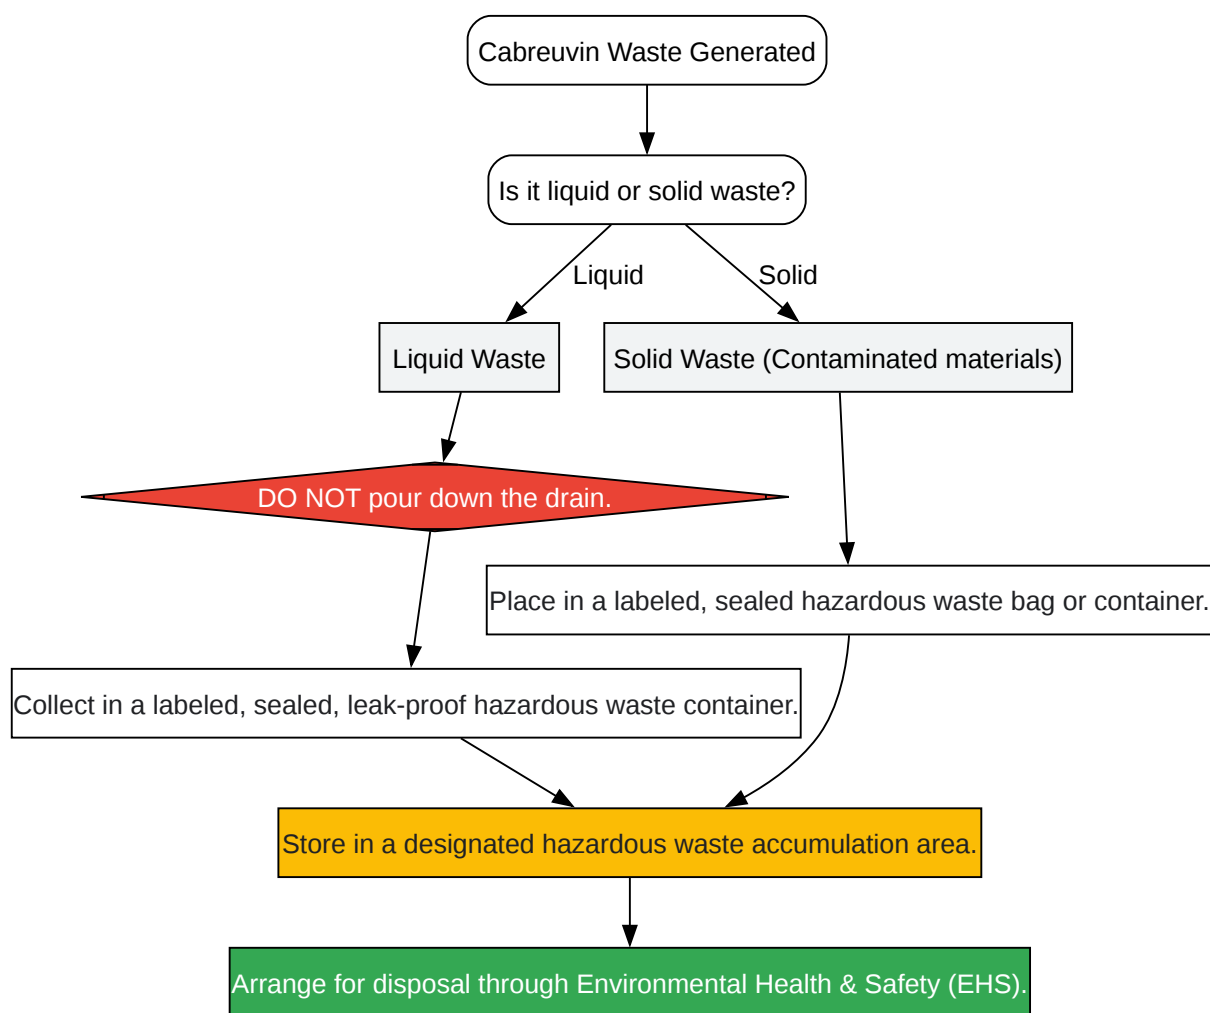 Cabreuvin Waste Generated
Is it liquid or solid waste?
Liquid
Solid
Liquid Waste
Solid Waste (Contaminated materials)
DO NOT pour down the drain.
Place in a labeled, sealed hazardous waste bag or container.
Collect in a labeled, sealed, leak-proof hazardous waste container.
Store in a designated hazardous waste accumulation area.
Arrange for disposal through Environmental Health & Safety (EHS).